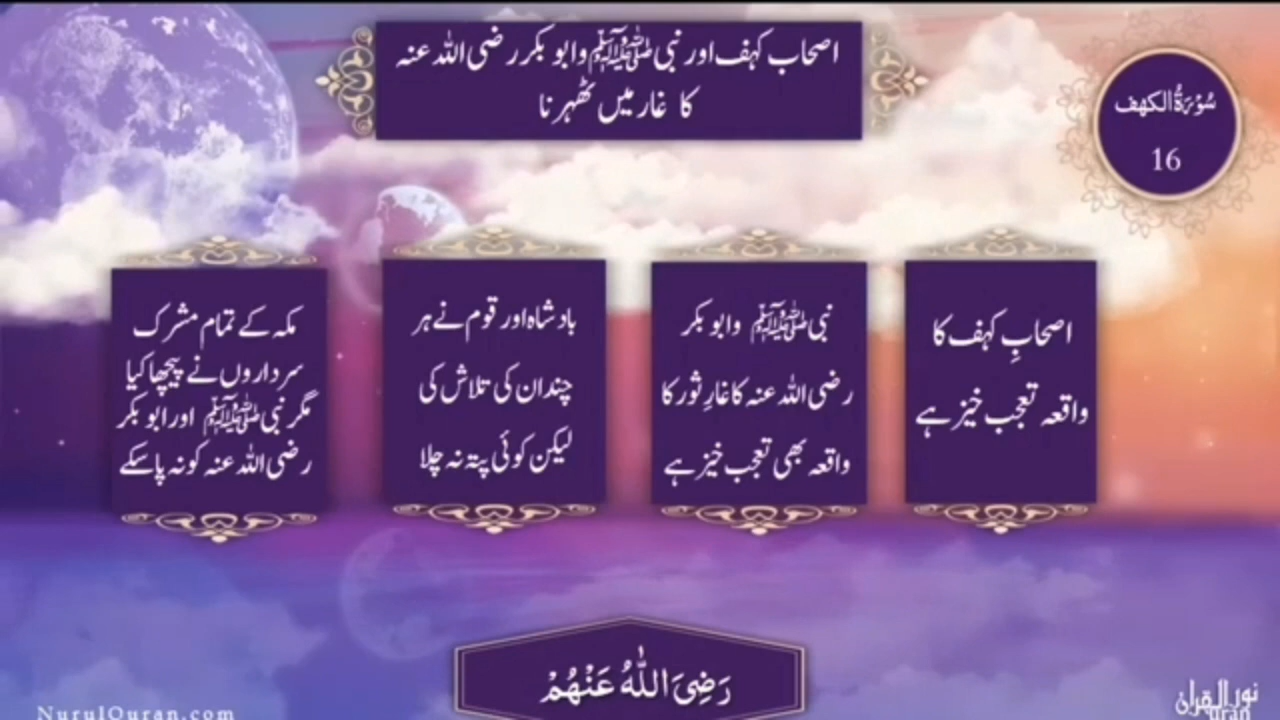 اصحاب کہف اور نبی ﷺ وابو بکر رضی اللہ عنہ
کا غار میں ٹھہرنا
سُوْرَۃُ الکھف
16
اصحابِ کہف کا
واقعہ تعجب خیز ہے
نبی ﷺ وابو بکر
رضی اللہ عنہ کا غارِ ثور کا
واقعہ بھی تعجب خیز ہے
بادشاہ اور قوم نے ہر
چندان کی تلاش کی
لیکن کوئی پتہ نہ چلا
مکہ کے تمام مشرک
سرداروں نے پیچھا کیا
مگر نبی ﷺ اور ابو بکر
رضی اللہ عنہ کو نہ پا سکے
رَضِیَ اللّٰہُ عَنْھُمْ
NurulQuran.com
نور القرآن